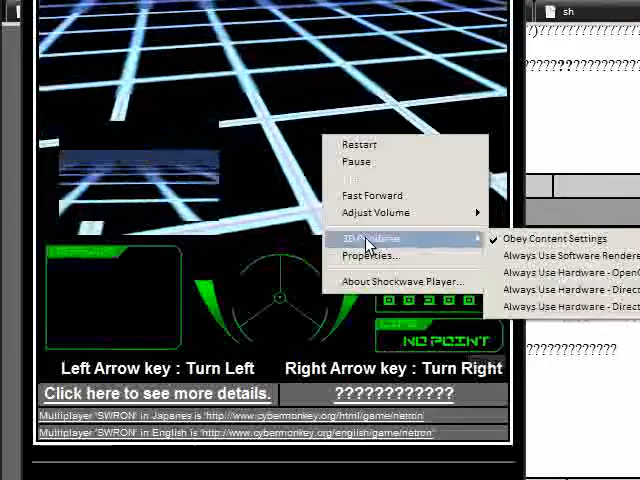 sh
?)???????????????????
??????????????????
Restart
Pause
Fast Forward
Adjust Volume
Obey Content Settings
Properties...
Always Use Software Rendere
Always Use Hardware - OpenG
About Shockwave Player...
Always Use Hardware - Direct
Always Use Hardware - Direct
NO POINT
?????????????
Left Arrow key : Turn Left
Right Arrow key : Turn Right
Click here to see more details.
????????????
Multiplayer 'SWRON' in Japanes is 'http://www.cybermonkey.org/html/game/netron'
Multiplayer 'SWRON' in English is 'http://www.cybermonkey.org/english/game/netron'